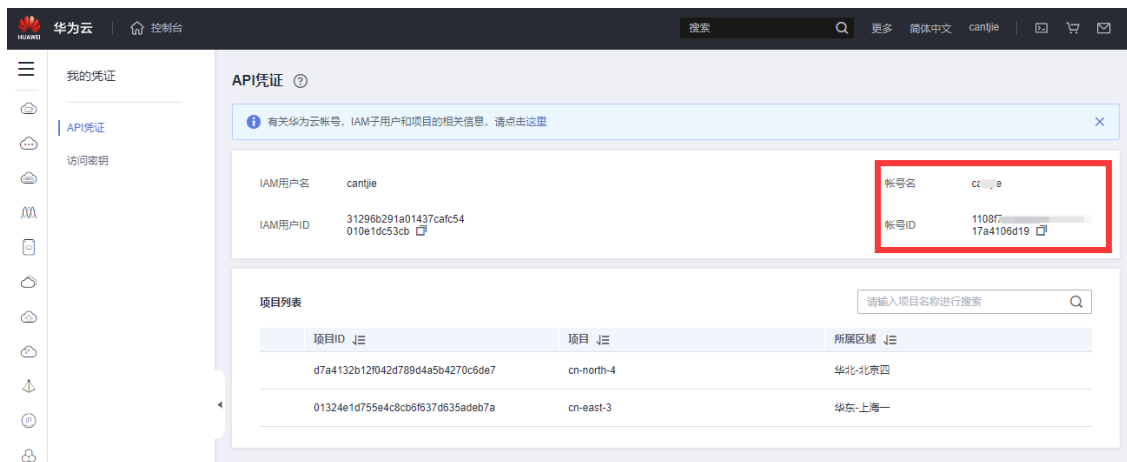 HUAWEI
华为云 控制台 搜索 更多 简体中文 cantjie
我的凭证
API凭证
访问密钥
API凭证
有关华为云帐号，IAM子用户和项目的相关信息，请点击这里
IAM用户名 cantjie
帐号名
IAM用户ID 31296b291a01437cafc54
010e1dc53cb
帐号ID 1108f7
17a4106d19
项目列表
请输入项目名称进行搜索
项目ID 项目 所属区域
d7a4132b12f042d789d4a5b4270c6de7 cn-north-4 华北-北京四
01324e1d755e4c8cb6f637d635adeb7a cn-east-3 华东-上海一
IP